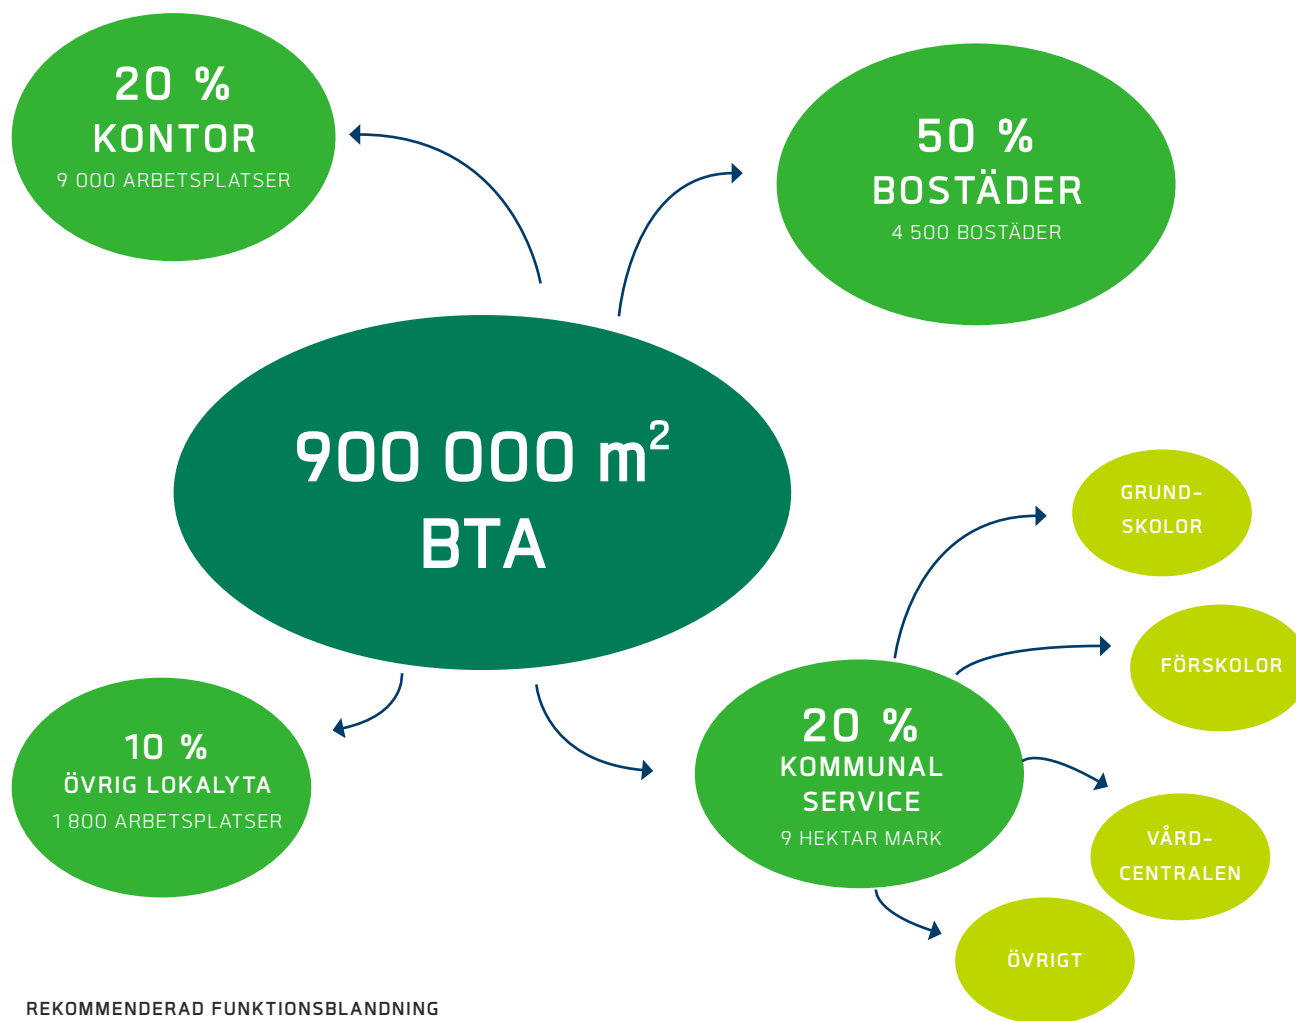 20 %
KONTOR
9 000 ARBETSPLATSER
50 %
BOSTÄDER
4 500 BOSTÄDER
900 000 m²
BTA
GRUND-
SKOLOR
FÖRSKOLOR
10 %
ÖVRIG LOKALYTA
1 800 ARBETSPLATSER
20 %
KOMMUNAL
SERVICE
9 HEKTAR MARK
VÅRD-
CENTRALEN
ÖVRIGT
REKOMMENDERAD FUNKTIONSBLANDNING